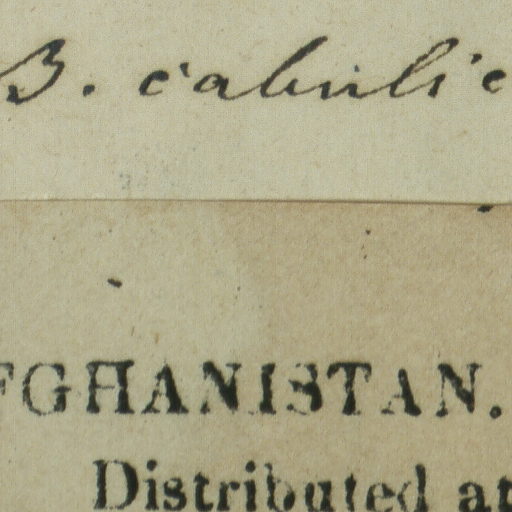 B. cabulic
FGHANISTAN.
Distributed at